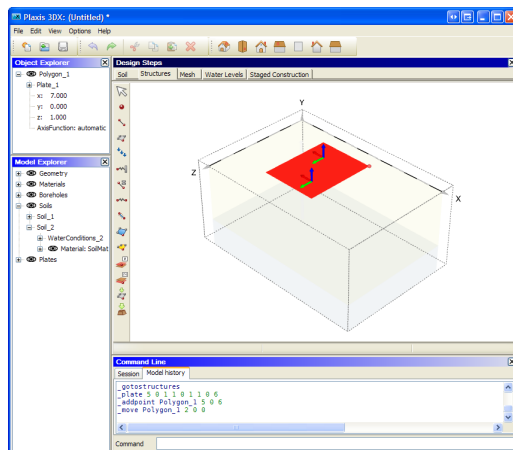 Plaxis 3DX: (Untitled) *
File Edit View Options Help
Object Explorer
Polygon_1
Plate_1
x: 7.000
y: 0.000
z: 1.000
AxisFunction: automatic
Model Explorer
Geometry
Materials
Boreholes
Soils
Soil_1
Soil_2
WaterConditions_2
Material: SoilMat
Plates
Design Steps
Soil Structures Mesh Water Levels Staged Construction
Y
Z
X
Command Line
Session Model history
_gotostructures
_plate 5 0 1 1 0 1 1 0 6
_addpoint Polygon_1 5 0 6
_move Polygon_1 2 0 0
Command